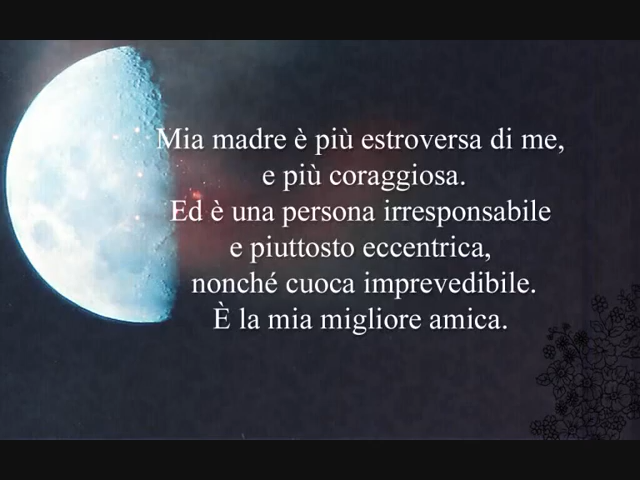 Mia madre è più estroversa di me,
e più coraggiosa.
Ed è una persona irresponsabile
e piuttosto eccentrica,
nonché cuoca imprevedibile.
È la mia migliore amica.